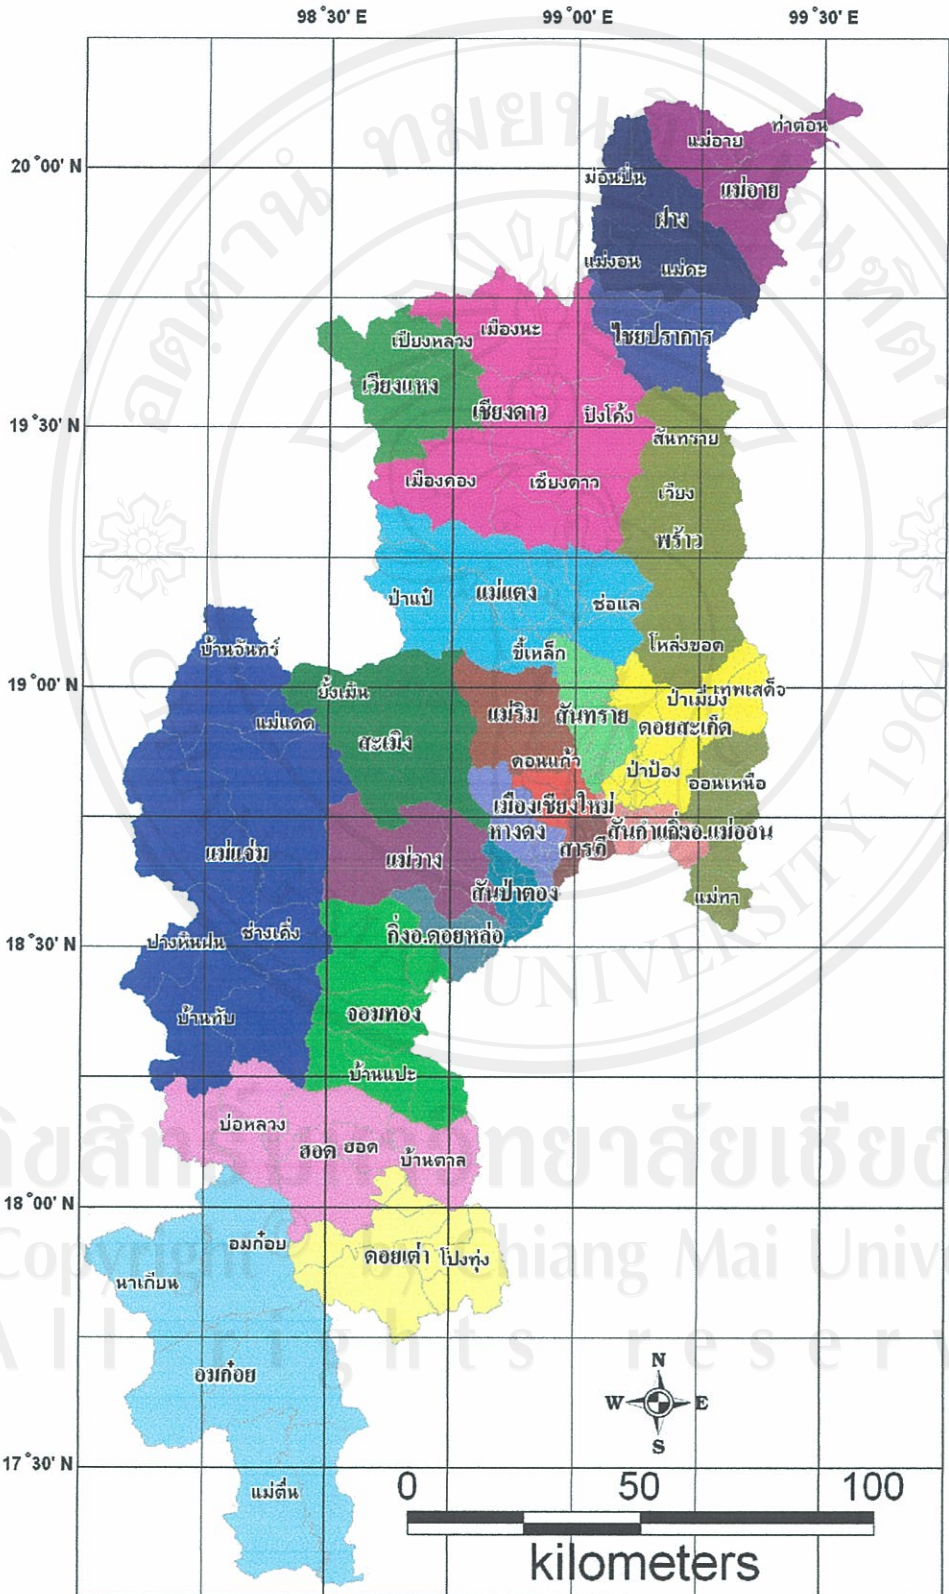 98°30' E
99°00' E
99°30' E
20°00' N
19°30' N
19°00' N
18°30' N
18°00' N
17°30' N
ท่าตอน
แม่อาย
ม่อนปิ่น
แม่อาย
ฝาง
แม่งอน
แม่คะ
เมืองนะ
เปียงหลวง
ไชยปราการ
เวียงแหง
เชียงดาว
ปิงโค้ง
สันทราย
เมืองคอง
เชียงดาว
เวียง
พร้าว
ป่าแป๋
แม่แตง
ช่อแล
บ้านจันทร์
ขี้เหล็ก
โหล่งขอด
ยั้งเมิน
แม่ริม
สันทราย
ป่าเมี่ยง
เทพเสด็จ
แม่แดด
สะเมิง
ดอยสะเก็ด
ดอนแก้ว
ป่าป้อง
ออนเหนือ
เมืองเชียงใหม่
หางดง
สารภี
สันกำแพง
กิ่งอ.แม่ออน
แม่แจ่ม
แม่วาง
สันป่าตอง
แม่ทา
ปางหินฝน
ช่างเคิ่ง
กิ่งอ.ดอยหล่อ
บ้านทับ
จอมทอง
บ้านแปะ
บ่อหลวง
ฮอด
ฮอด
บ้านตาล
อมก๋อย
ดอยเต่า
โปงทุ่ง
นาเกียน
อมก๋อย
แม่ตื่น
N
W
E
S
0
50
100
kilometers
UNIVERSITY 1964
Copyright
by Chiang Mai Univ
All rights reserv